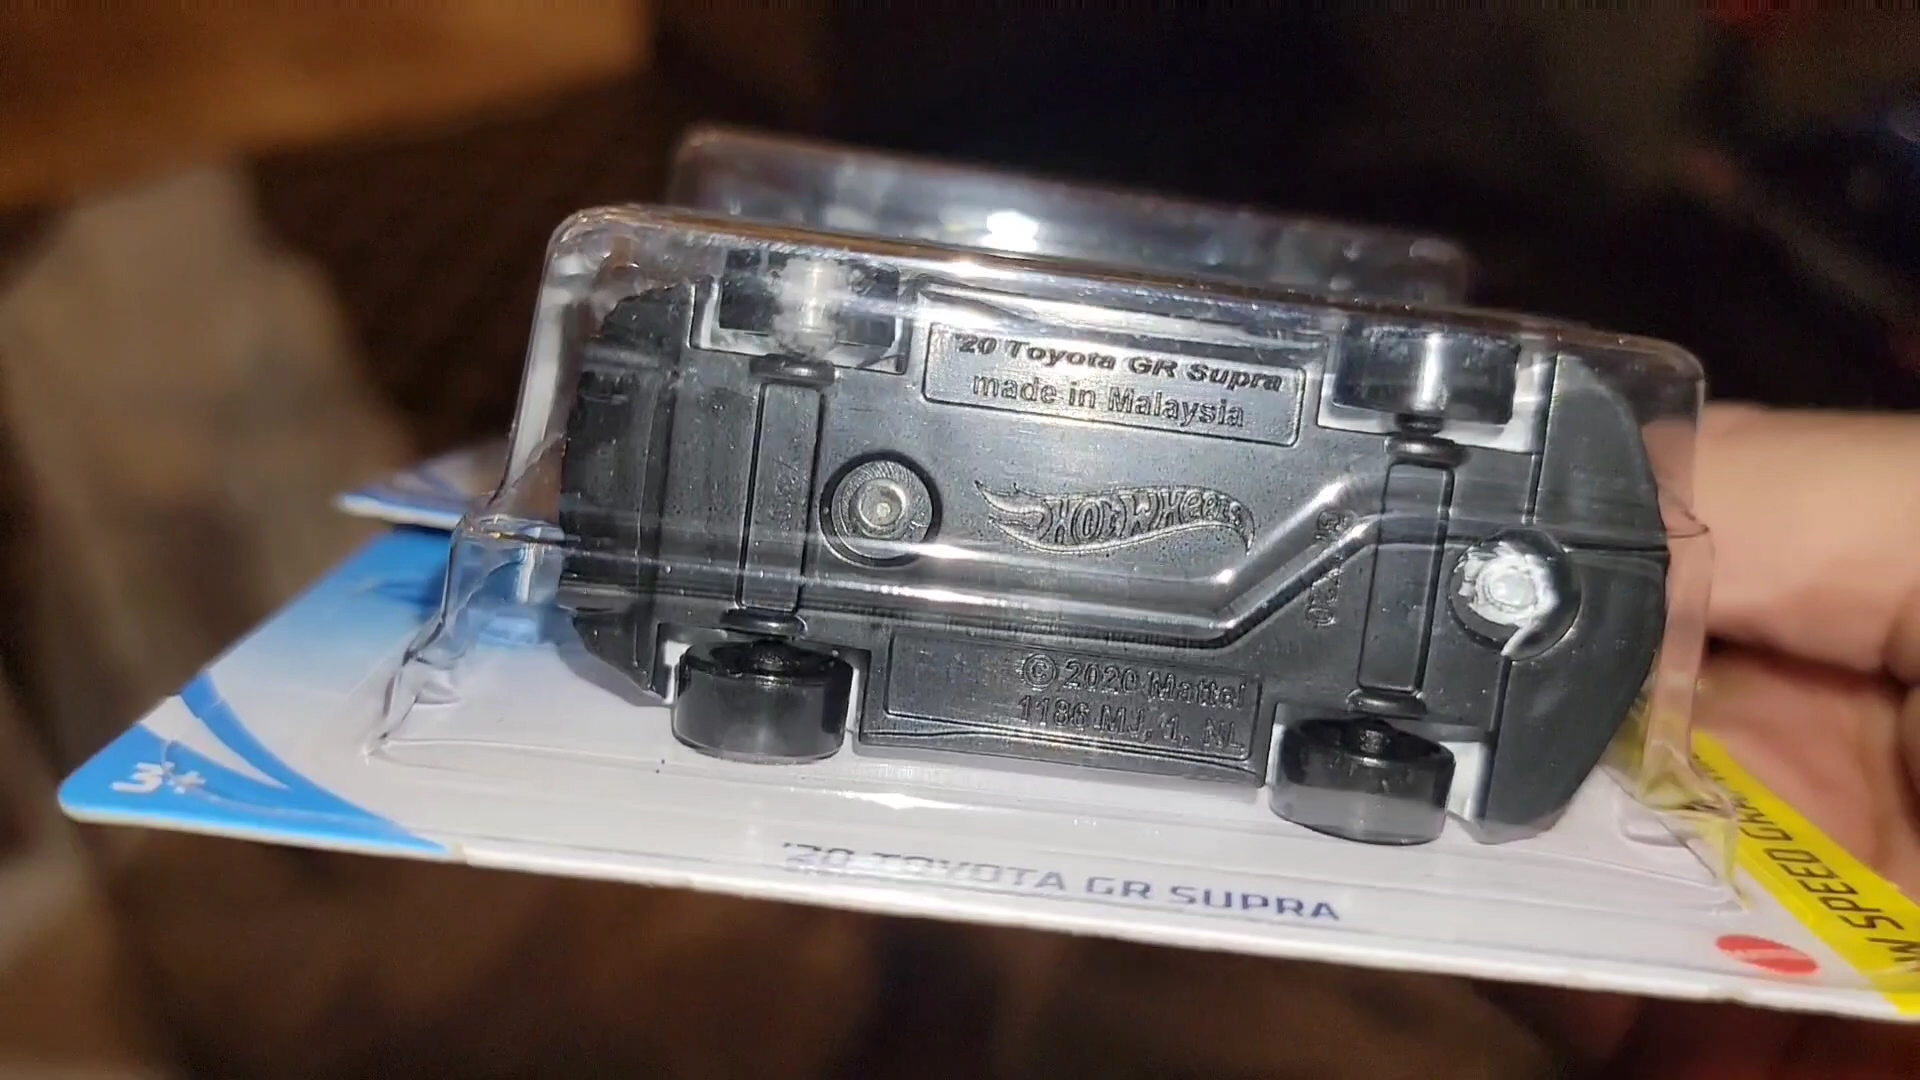 '20 Toyota GR Supra
made in Malaysia
Hot Wheels
© 2020 Mattel
1186 MJ, 1, NL
3+
'20 TOYOTA GR SUPRA
HW SPEED